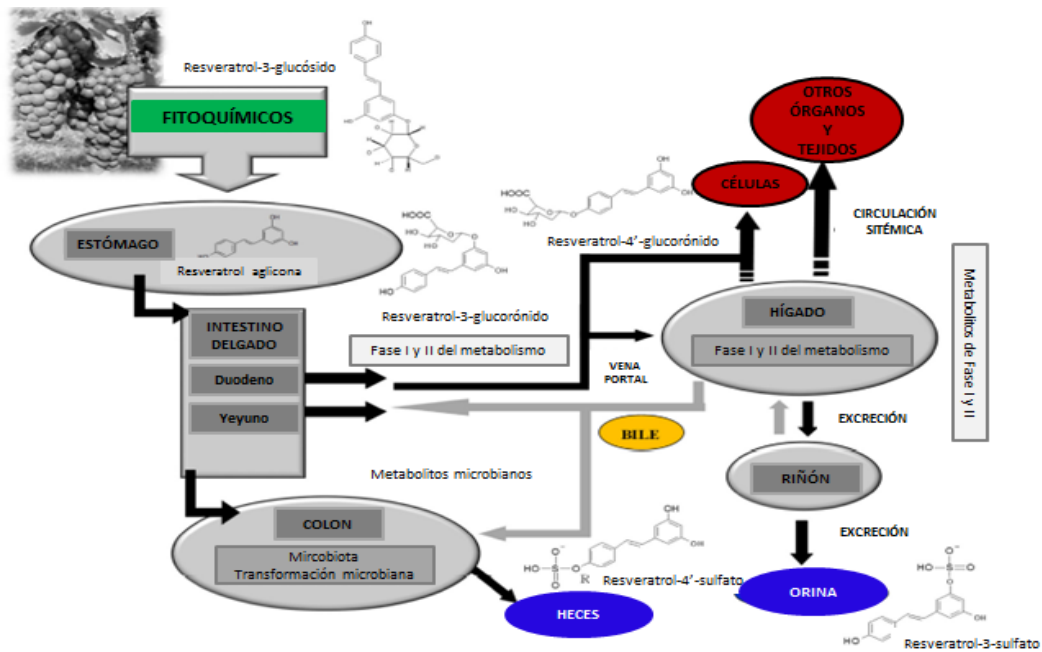 Resveratrol-3-glucósido
FITOQUÍMICOS
OTROS
ÓRGANOS
Y
TEJIDOS
CÉLULAS
CIRCULACIÓN
SITÉMICA
ESTÓMAGO
Resveratrol aglicona
Resveratrol-4´-glucorónido
Resveratrol-3-glucorónido
INTESTINO
DELGADO
Duodeno
Yeyuno
Fase I y II del metabolismo
VENA
PORTAL
HÍGADO
Fase I y II del metabolismo
Metabolitos de Fase I y II
BILE
EXCRECIÓN
RIÑÓN
EXCRECIÓN
Metabolitos microbianos
COLON
Mircobiota
Transformación microbiana
HECES
Resveratrol-4´-sulfato
ORINA
Resveratrol-3-sulfato